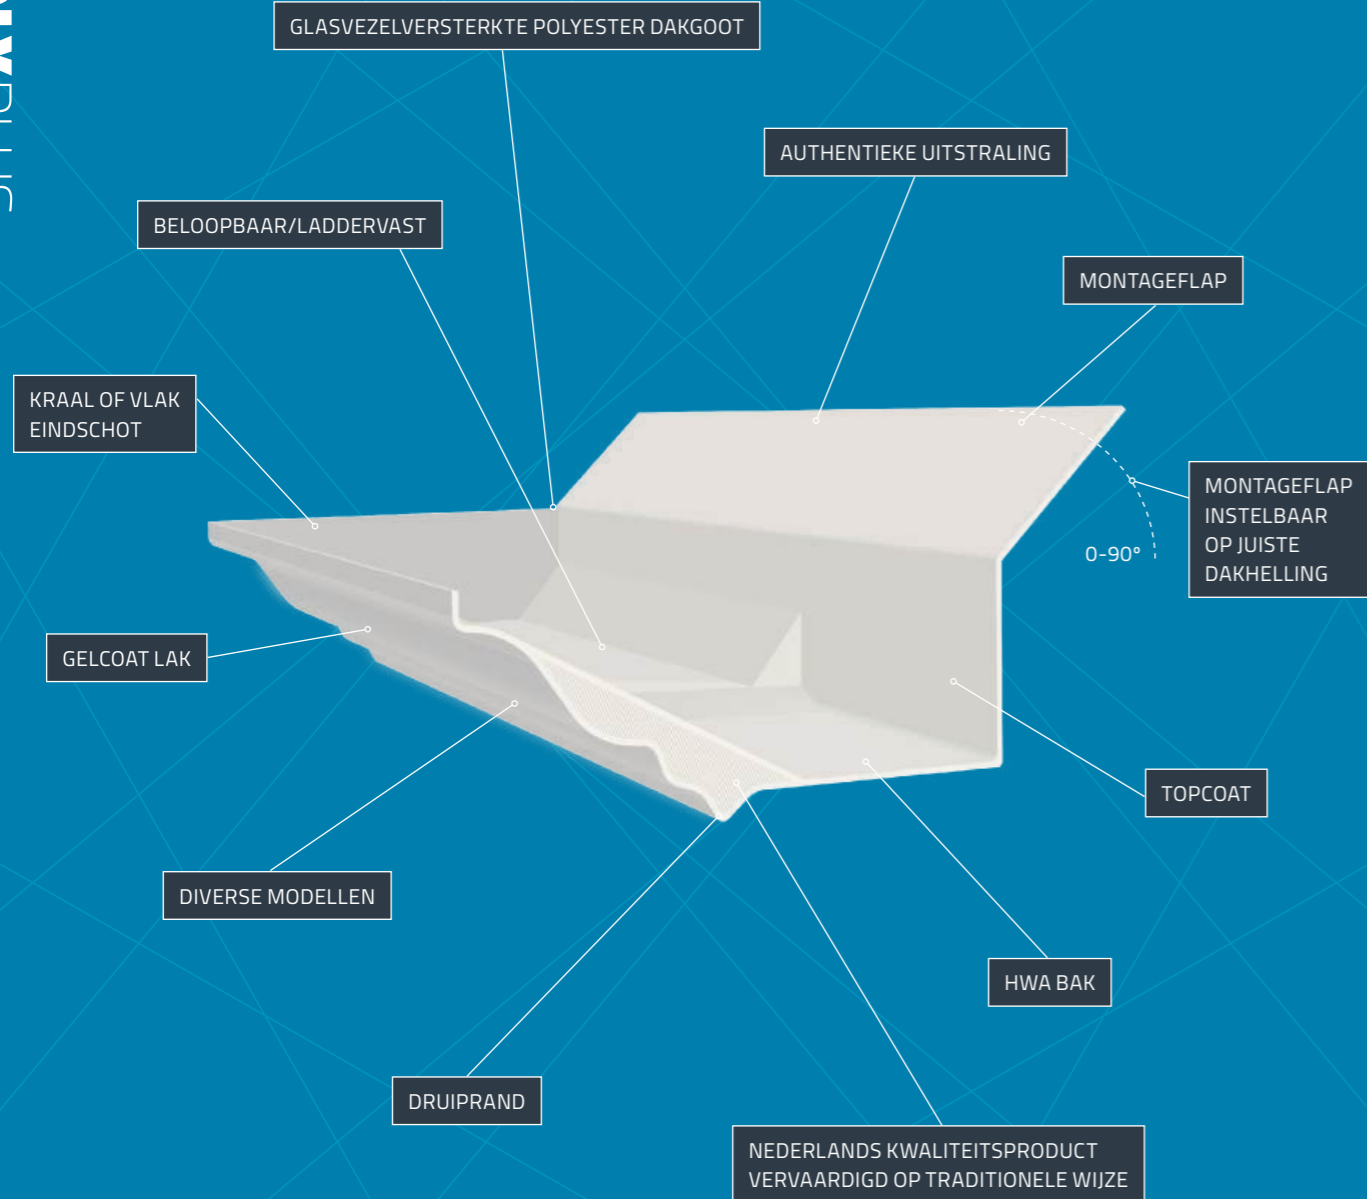 GLASVEZELVERSTERKTE POLYESTER DAKGOOT
AUTHENTIEKE UITSTRALING
BELOOPBAAR/LADDERVAST
MONTAGEFLAP
KRAAL OF VLAK
EINDSCHOT
MONTAGEFLAP
INSTELBAAR
OP JUISTE
DAKHELLING
0-90°
GELCOAT LAK
TOPCOAT
DIVERSE MODELLEN
HWA BAK
DRUIPRAND
NEDERLANDS KWALITEITSPRODUCT
VERVAARDIGD OP TRADITIONELE WIJZE